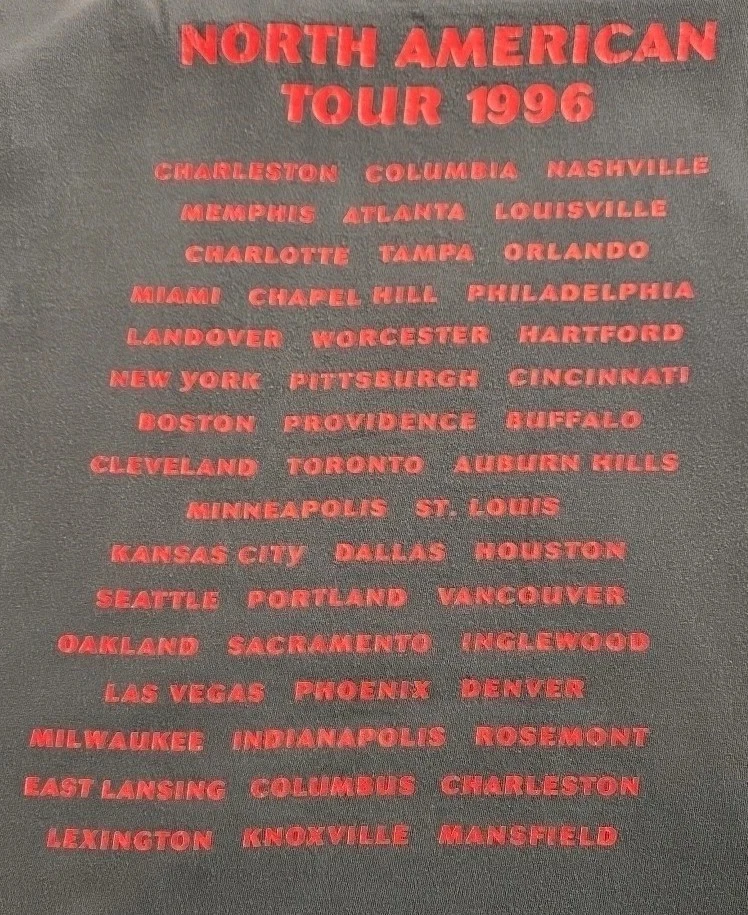 NORTH AMERICAN
TOUR 1996
CHARLESTON COLUMBIA NASHVILLE
MEMPHIS ATLANTA LOUISVILLE
CHARLOTTE TAMPA ORLANDO
MIAMI CHAPEL HILL PHILADELPHIA
LANDOVER WORCESTER HARTFORD
NEW YORK PITTSBURGH CINCINNATI
BOSTON PROVIDENCE BUFFALO
CLEVELAND TORONTO AUBURN HILLS
MINNEAPOLIS ST. LOUIS
KANSAS CITY DALLAS HOUSTON
SEATTLE PORTLAND VANCOUVER
OAKLAND SACRAMENTO INGLEWOOD
LAS VEGAS PHOENIX DENVER
MILWAUKEE INDIANAPOLIS ROSEMONT
EAST LANSING COLUMBUS CHARLESTON
LEXINGTON KNOXVILLE MANSFIELD